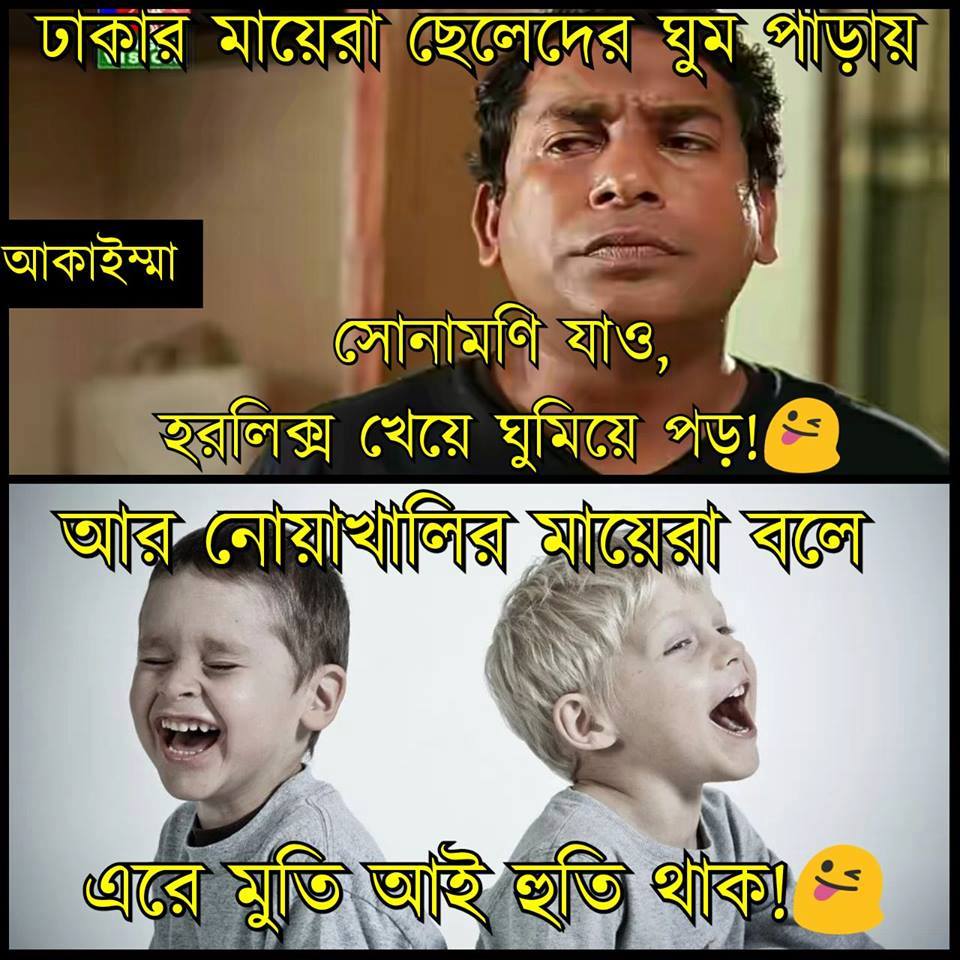 ঢাকার মায়েরা ছেলেদের ঘুম পাড়ায়
আকাইম্মা
সোনামণি যাও,
হরলিক্স খেয়ে ঘুমিয়ে পড়!😜
আর নোয়াখালির মায়েরা বলে
এরে মুতি আই হুতি থাক!😜